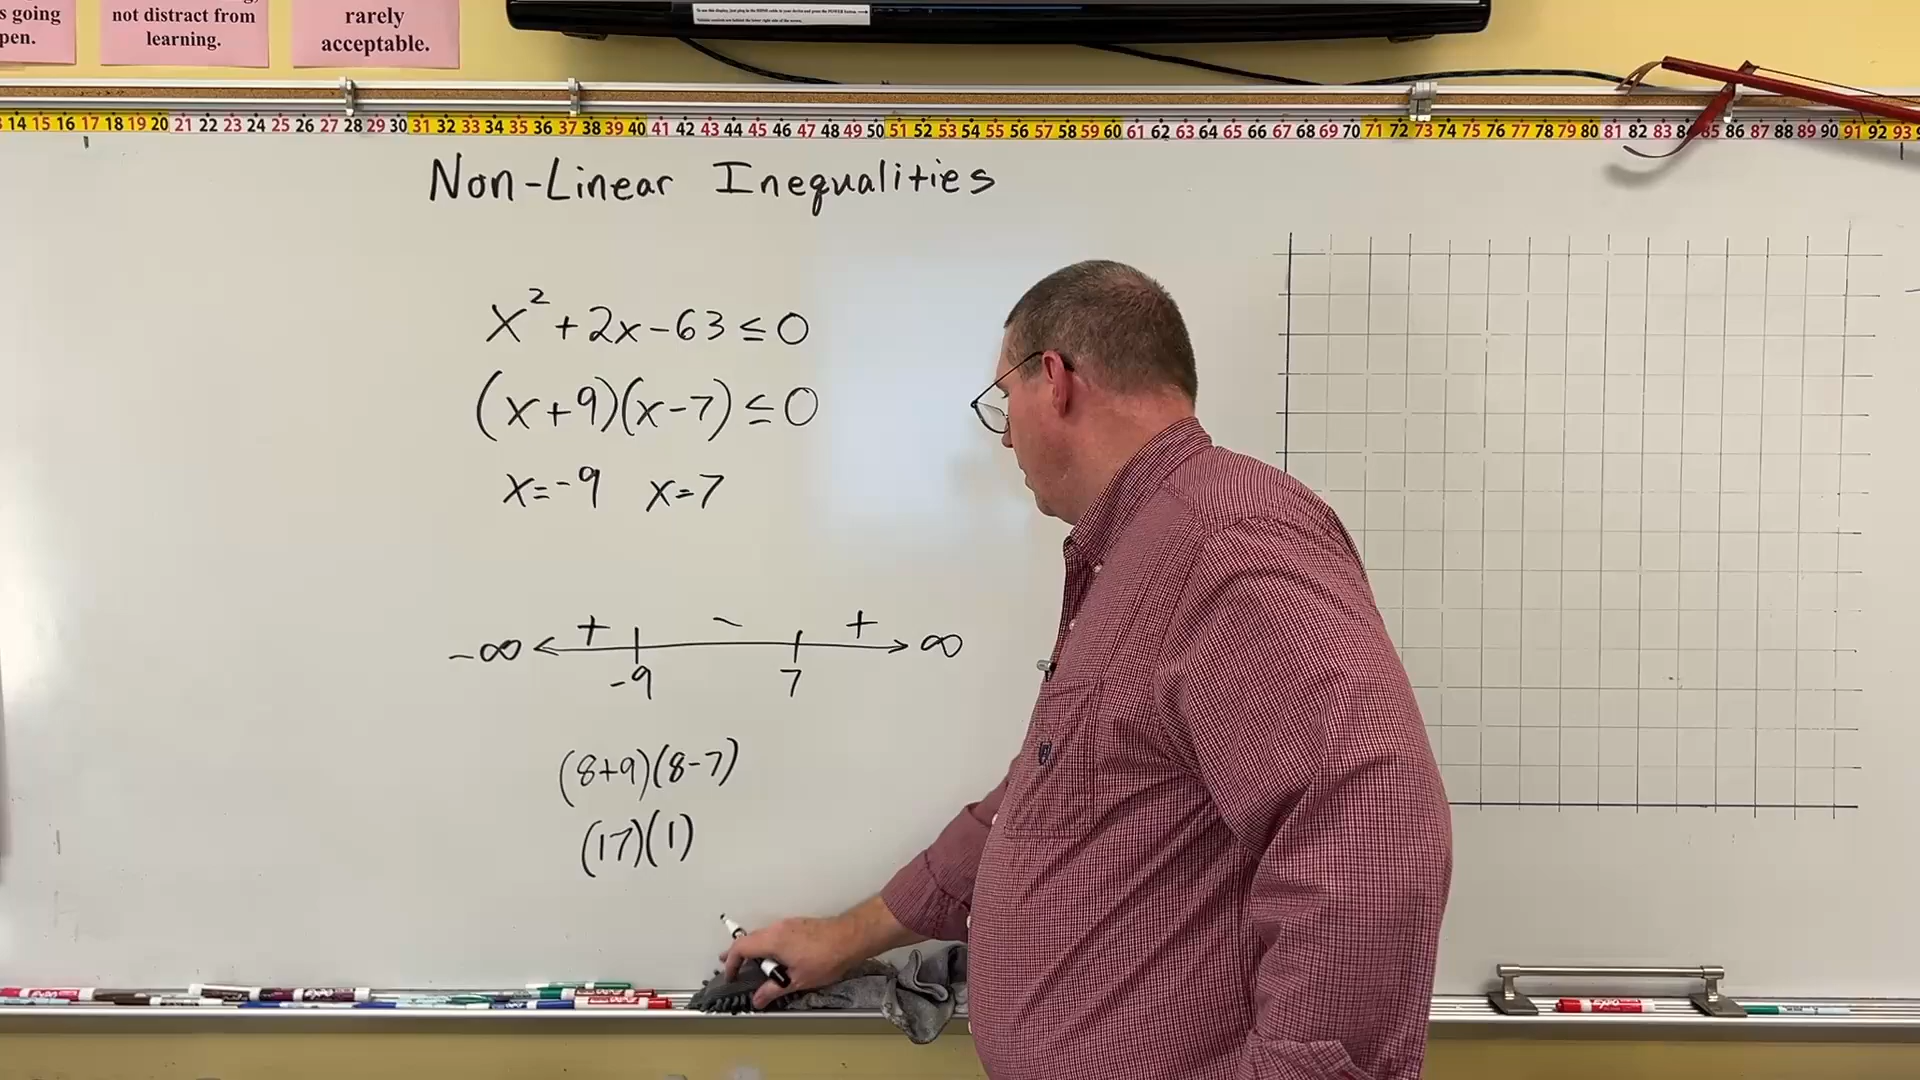 s going
pen.
not distract from
learning.
rarely
acceptable.
14 15 16 17 18 19 20 21 22 23 24 25 26 27 28 29 30 31 32 33 34 35 36 37 38 39 40 41 42 43 44 45 46 47 48 49 50 51 52 53 54 55 56 57 58 59 60 61 62 63 64 65 66 67 68 69 70 71 72 73 74 75 76 77 78 79 80 81 82 83 84 85 86 87 88 89 90 91 92 93
Non-Linear Inequalities
x² + 2x - 63 ≤ 0
(x+9)(x-7) ≤ 0
x=-9 x=7
+ - +
-∞ ∞
-9 7
(8+9)(8-7)
(17)(1)